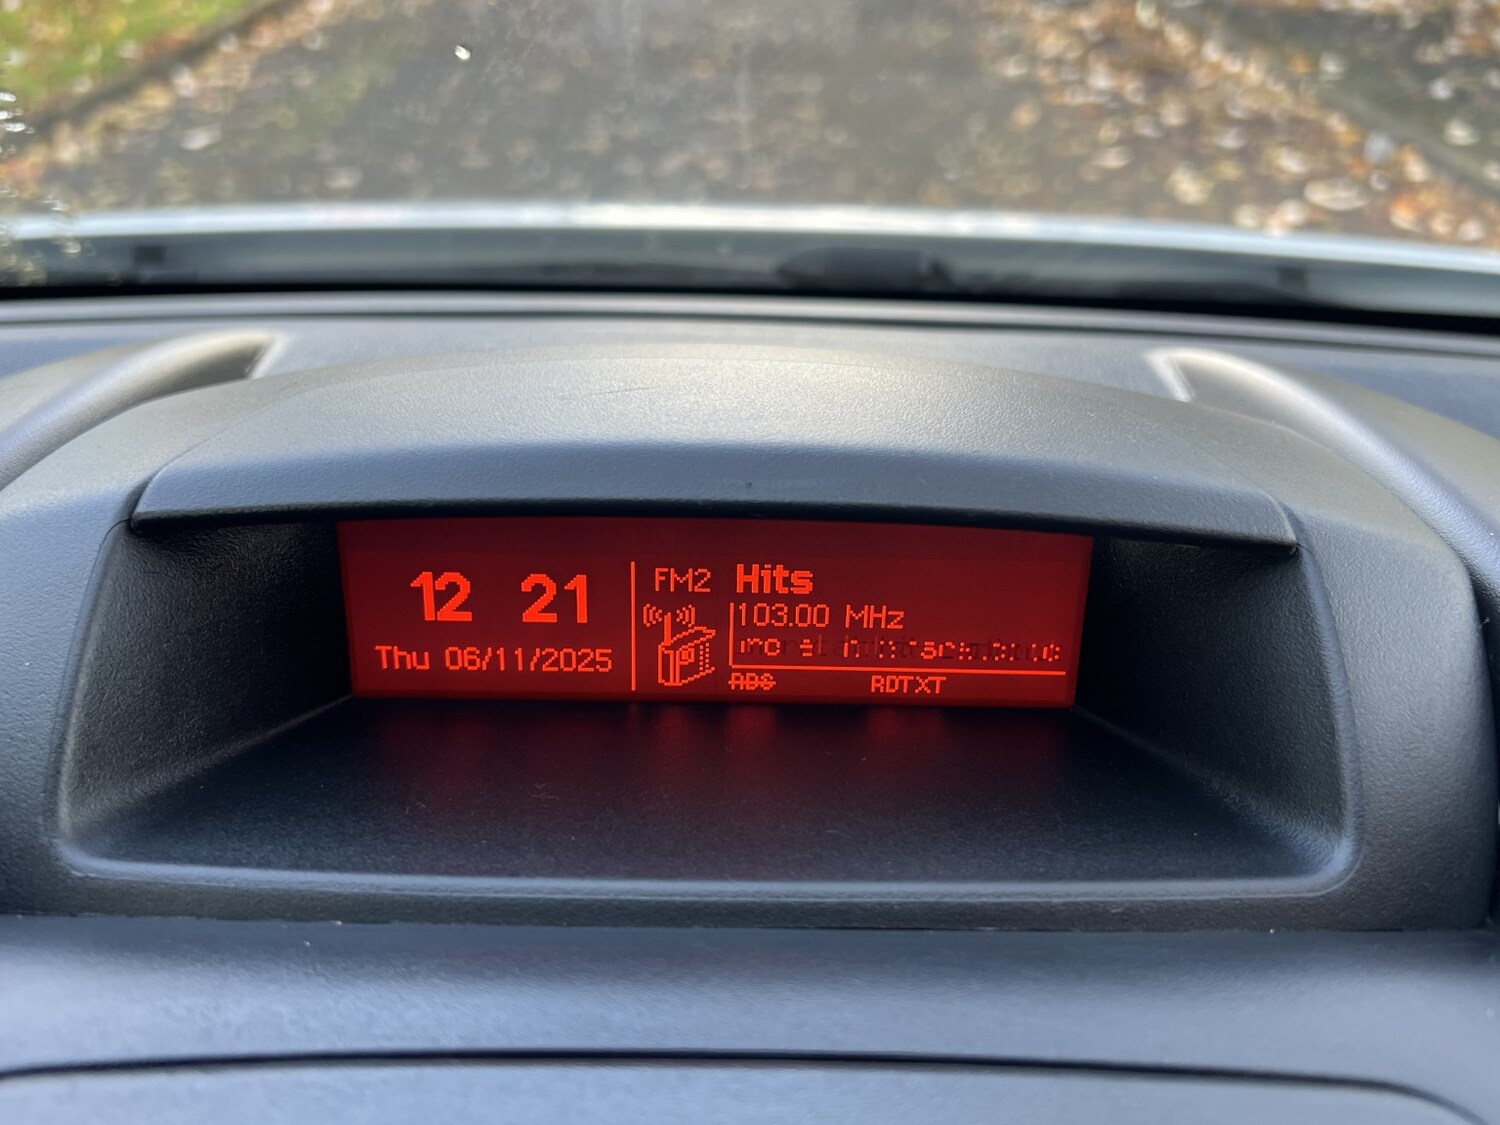 12 21
Thu 06/11/2025
FM2 Hits
103.00 MHz
RDS RDTXT